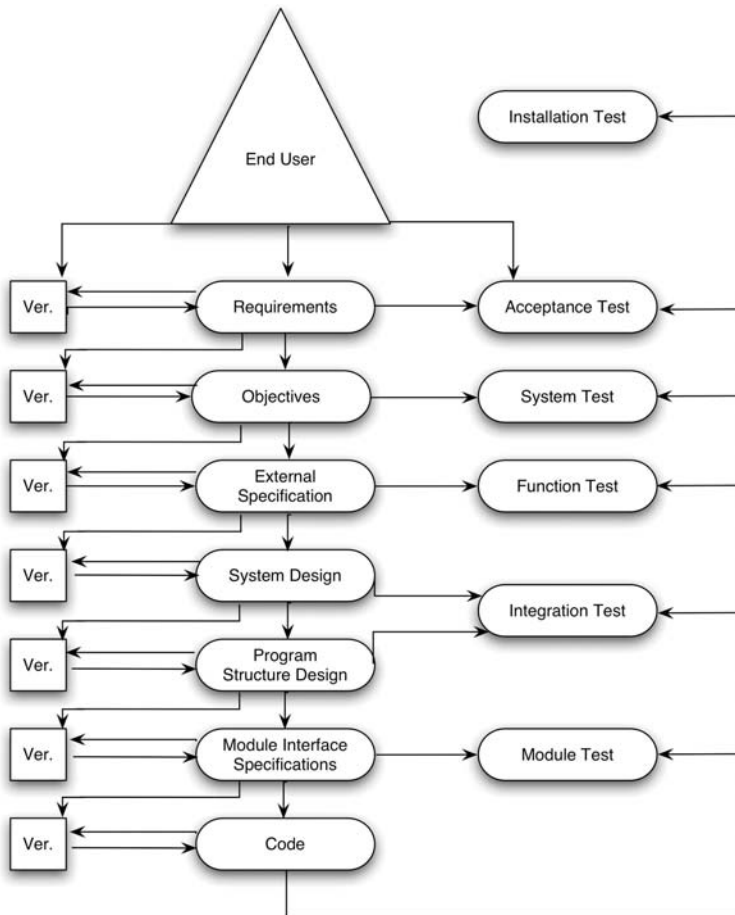 Installation Test
End User
Ver.
Requirements
Acceptance Test
Ver.
Objectives
System Test
Ver.
External
Specification
Function Test
Ver.
System Design
Integration Test
Ver.
Program
Structure Design
Ver.
Module Interface
Specifications
Module Test
Ver.
Code